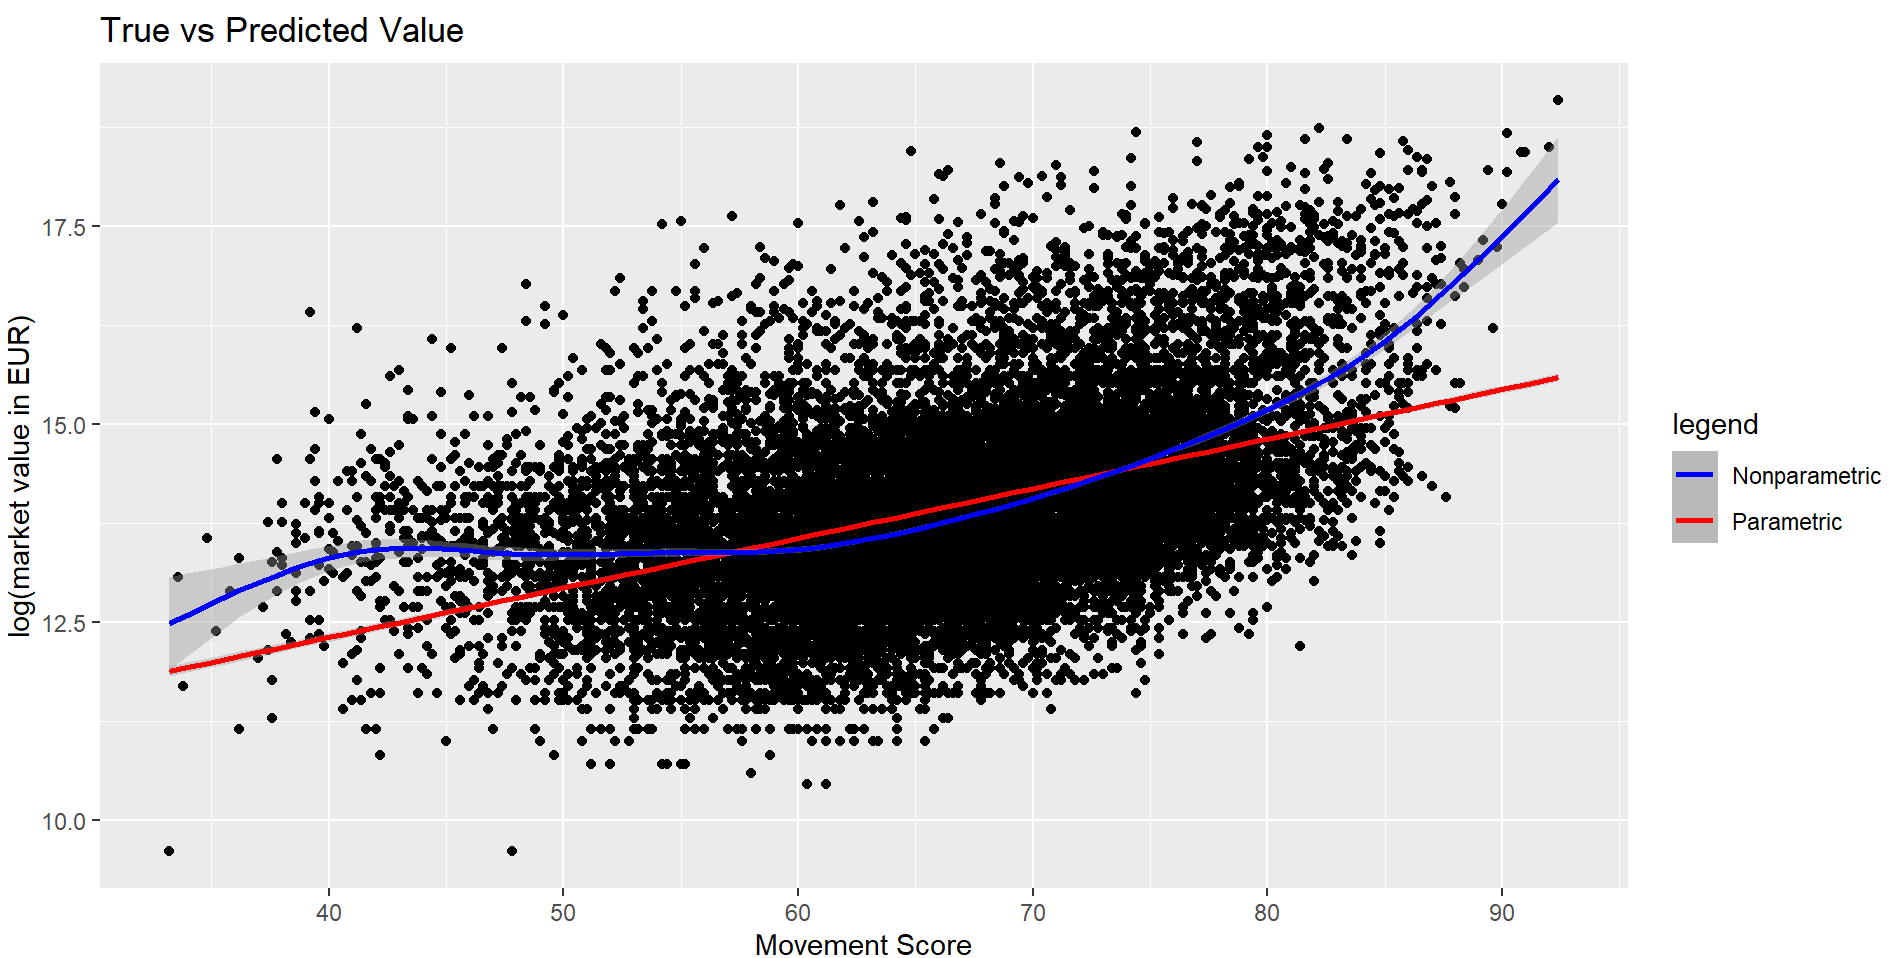 True vs Predicted Value
log(market value in EUR)
17.5
15.0
12.5
10.0
40 50 60 70 80 90
Movement Score
legend
Nonparametric
Parametric